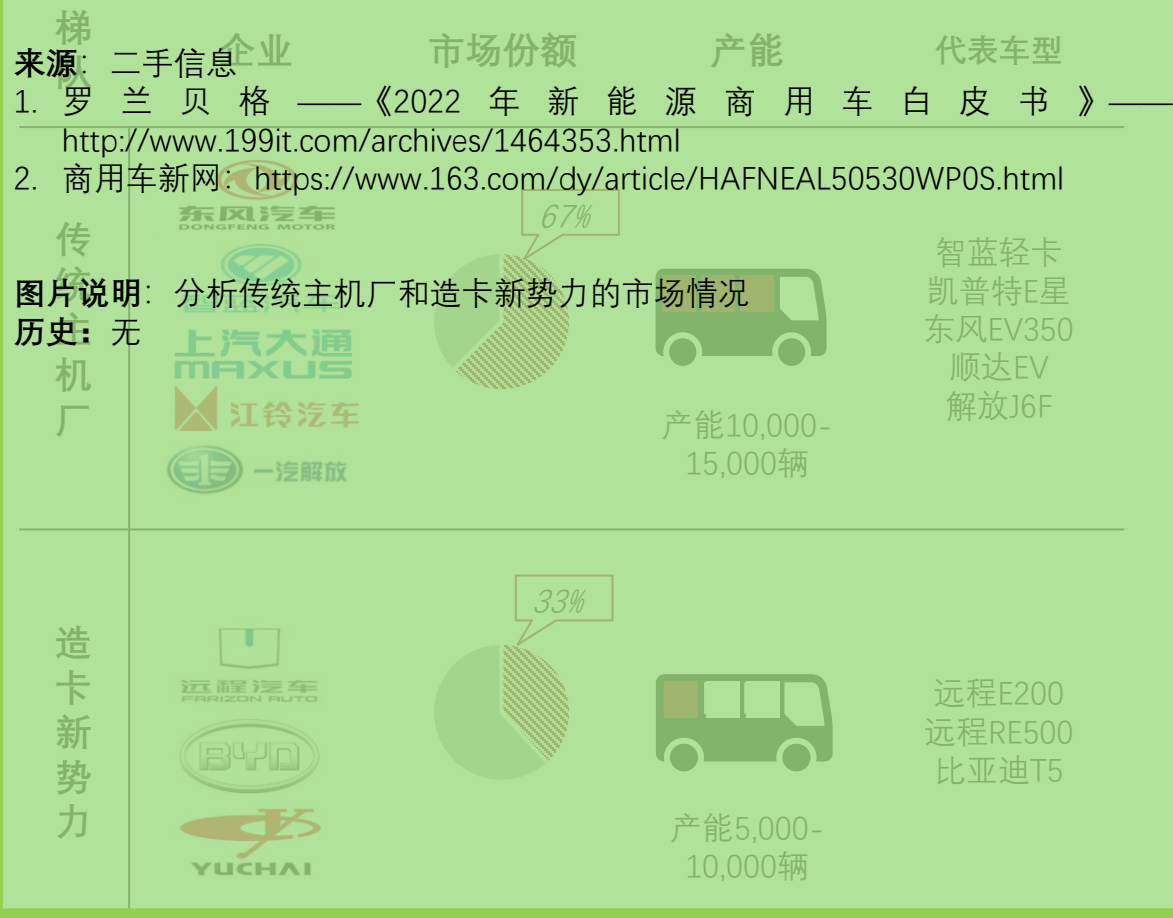 梯队 企业 市场份额 产能 代表车型
来源：二手信息
1. 罗兰贝格——《2022年新能源商用车白皮书》——
http://www.199it.com/archives/1464353.html
2. 商用车新网：https://www.163.com/dy/article/HAFNEAL50530WP0S.html
图片说明：分析传统主机厂和造卡新势力的市场情况
历史：无
传统主机厂
东风汽车
DONGFENG MOTOR
上汽大通
MAXUS
江铃汽车
一汽解放
67%
产能10,000-
15,000辆
智蓝轻卡
凯普特E星
东风EV350
顺达EV
解放J6F
造卡新势力
远程汽车
FARIZON AUTO
BYD
YUCHAI
33%
产能5,000-
10,000辆
远程E200
远程RE500
比亚迪T5